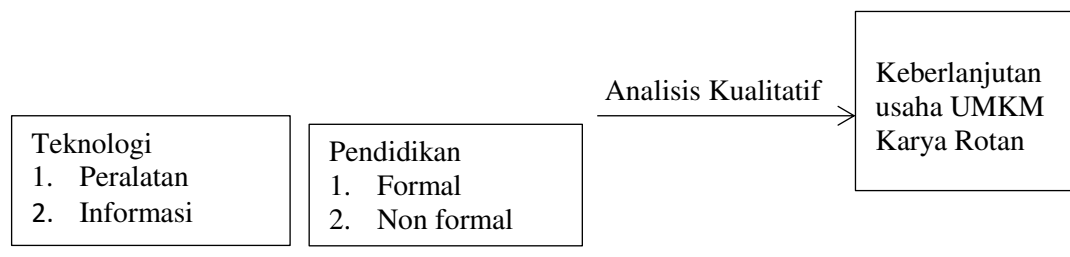 Teknologi
1. Peralatan
2. Informasi
Pendidikan
1. Formal
2. Non formal
Analisis Kualitatif
Keberlanjutan
usaha UMKM
Karya Rotan